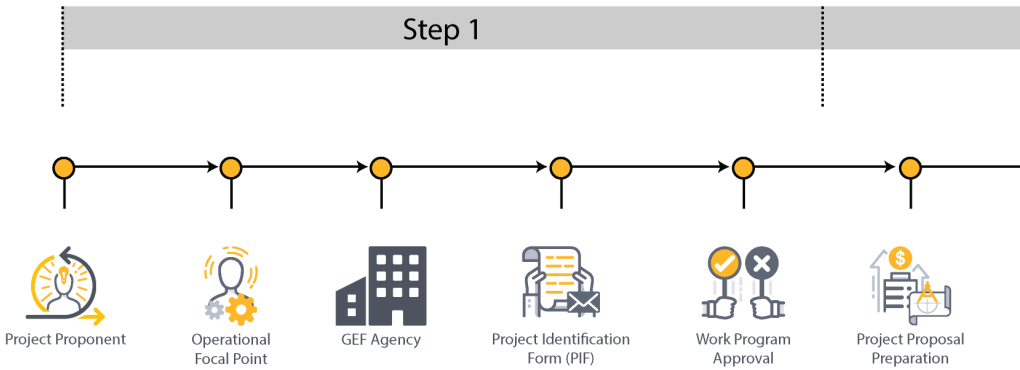 Step 1
Project Proponent
Operational
Focal Point
GEF Agency
Project Identification
Form (PIF)
Work Program
Approval
Project Proposal
Preparation
$